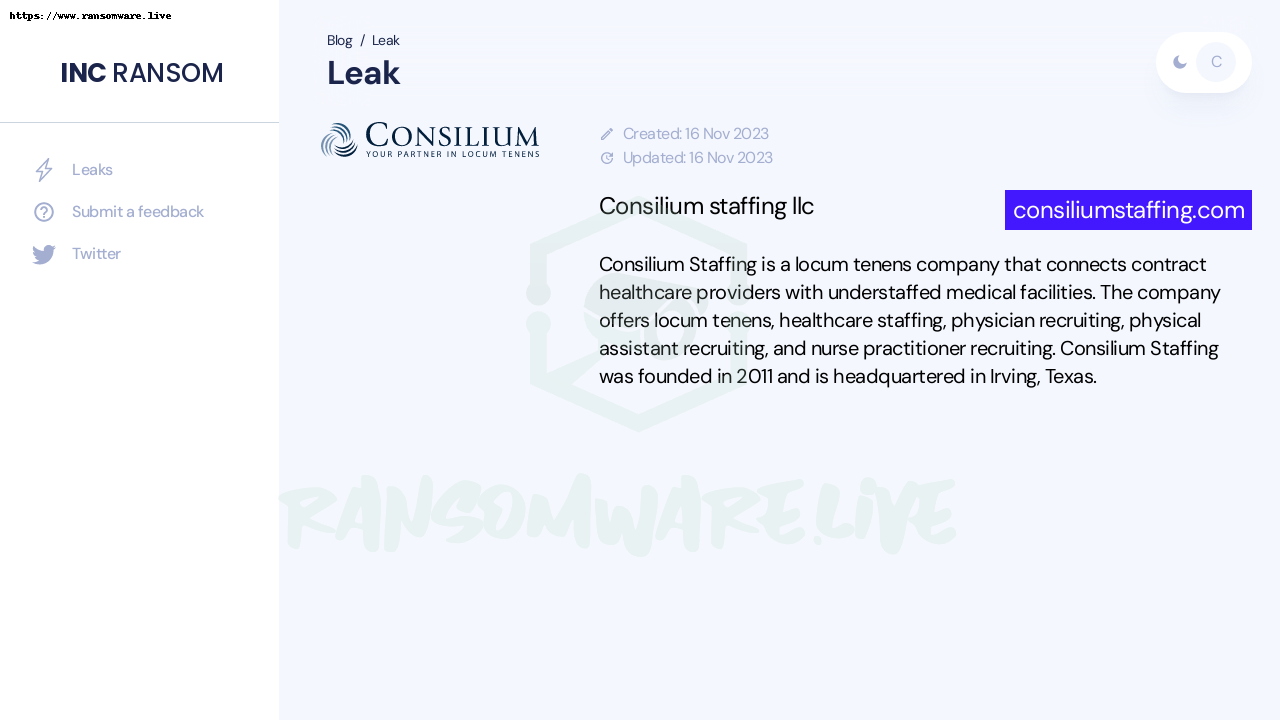 https://www.ransomware.live
INC RANSOM
Leaks
Submit a feedback
Twitter
Blog / Leak
Leak
C
CONSILIUM
YOUR PARTNER IN LOCUM TENENS
Created: 16 Nov 2023
Updated: 16 Nov 2023
Consilium staffing llc
consiliumstaffing.com
Consilium Staffing is a locum tenens company that connects contract
healthcare providers with understaffed medical facilities. The company
offers locum tenens, healthcare staffing, physician recruiting, physical
assistant recruiting, and nurse practitioner recruiting. Consilium Staffing
was founded in 2011 and is headquartered in Irving, Texas.
RANSOMWARE.LIVE